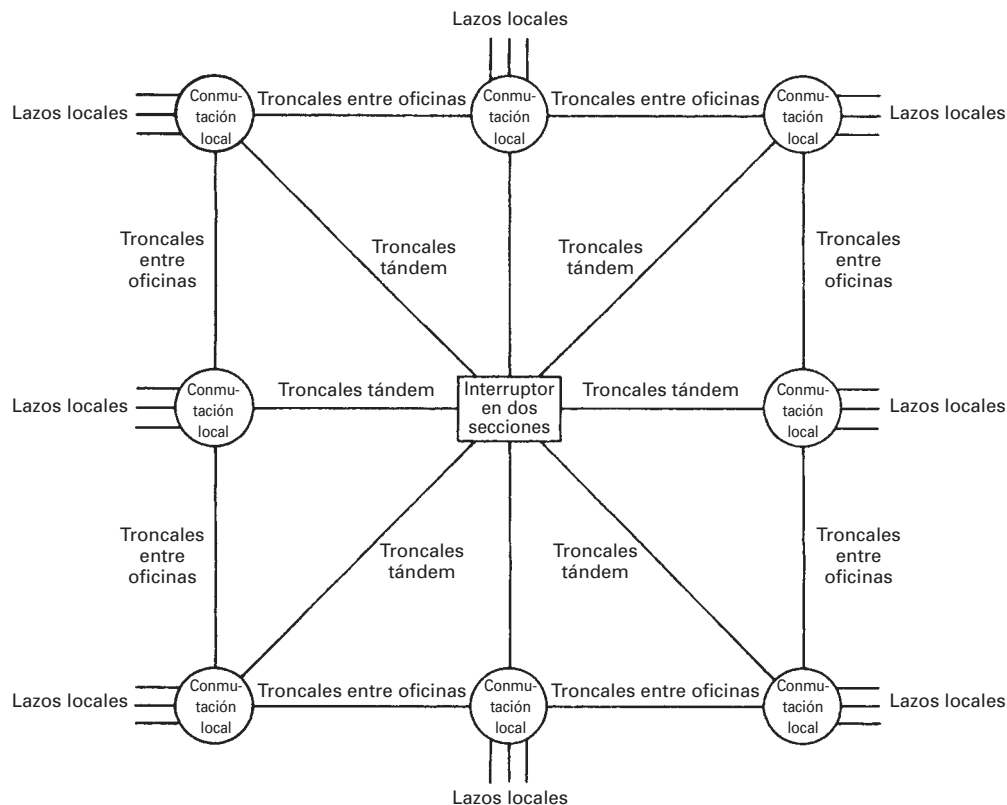 Lazos locales
Conmu-
tación
local
Troncales entre oficinas
Conmu-
tación
local
Troncales entre oficinas
Conmu-
tación
local
Lazos locales
Lazos locales
Troncales
entre
oficinas
Troncales
tándem
Troncales
tándem
Troncales
entre
oficinas
Lazos locales
Conmu-
tación
local
Troncales tándem
Interruptor
en dos
secciones
Troncales tándem
Conmu-
tación
local
Lazos locales
Troncales
entre
oficinas
Troncales
tándem
Troncales
tándem
Troncales
entre
oficinas
Lazos locales
Conmu-
tación
local
Troncales entre oficinas
Conmu-
tación
local
Troncales entre oficinas
Conmu-
tación
local
Lazos locales
Lazos locales